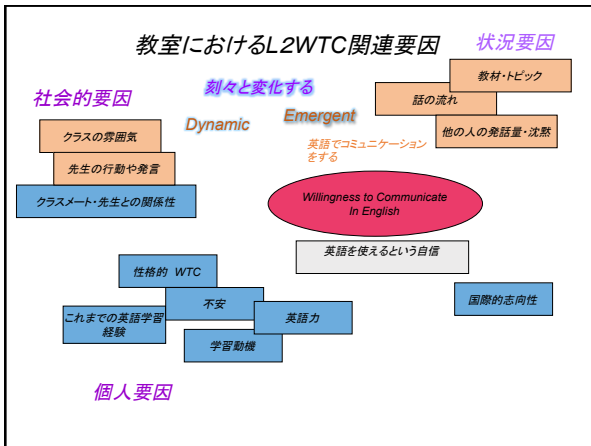 教室におけるL2WTC関連要因
状況要因
教材・トピック
刻々と変化する
社会的要因
話の流れ
Dynamic
Emergent
クラスの雰囲気
他の人の発話量・沈黙
英語でコミュニケーション
をする
先生の行動や発言
クラスメート・先生との関係性
Willingness to Communicate
In English
英語を使えるという自信
性格的 WTC
国際的志向性
不安
これまでの英語学習
経験
英語力
学習動機
個人要因